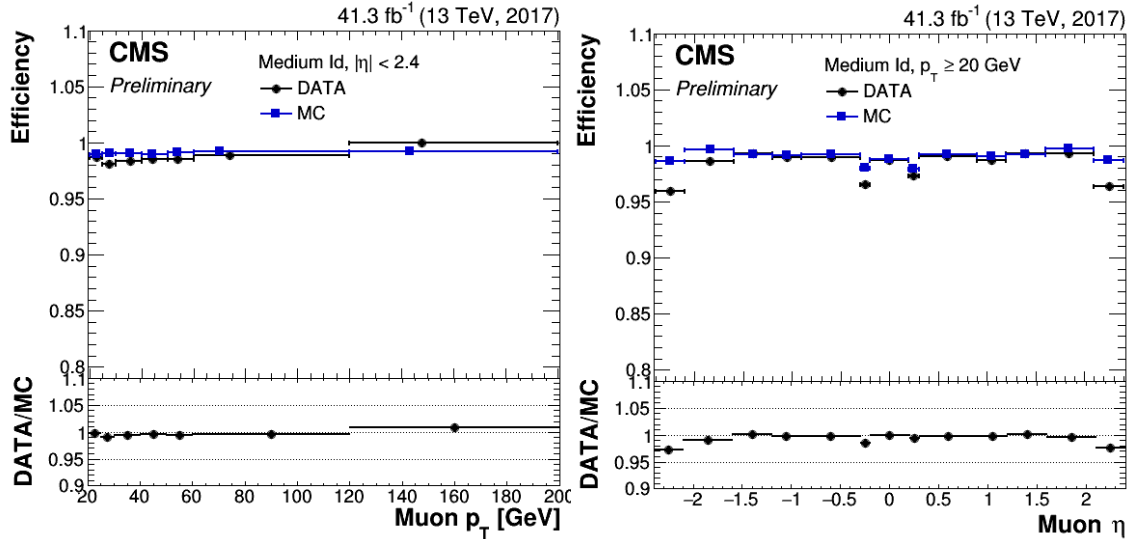 41.3 fb⁻¹ (13 TeV, 2017)
Efficiency
1.1
1.05
1
0.95
0.9
0.85
0.8
CMS
Preliminary
Medium Id, |η| < 2.4
DATA
MC
DATA/MC
1.1
1.05
1
0.95
0.9
20 40 60 80 100 120 140 160 180 200
Muon p_T [GeV]
41.3 fb⁻¹ (13 TeV, 2017)
Efficiency
1.1
1.05
1
0.95
0.9
0.85
0.8
CMS
Preliminary
Medium Id, p_T ≥ 20 GeV
DATA
MC
DATA/MC
1.1
1.05
1
0.95
0.9
−2 −1.5 −1 −0.5 0 0.5 1 1.5 2
Muon η